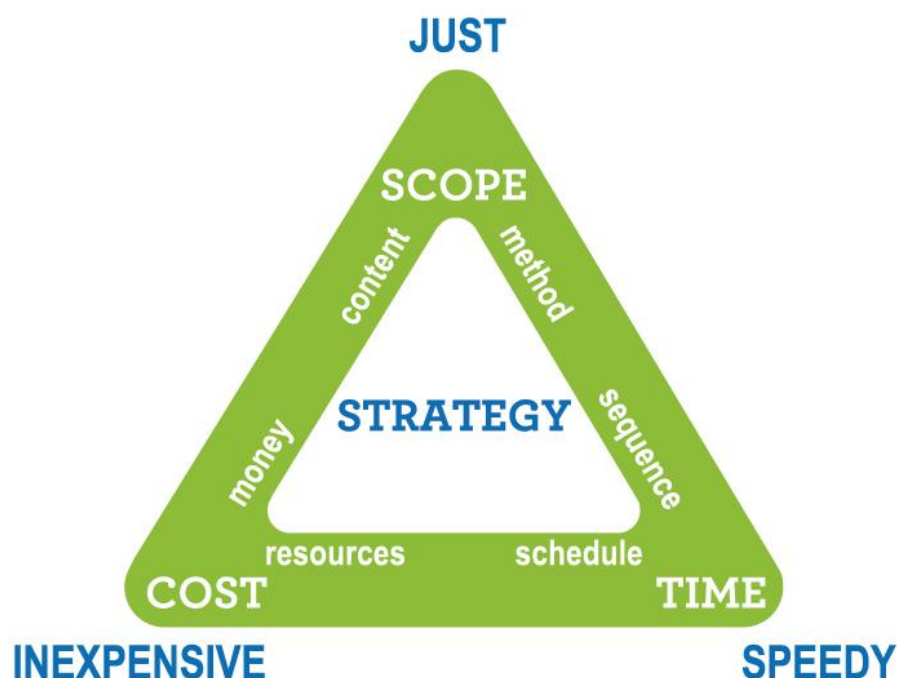 JUST
SCOPE
content
method
STRATEGY
money
sequence
resources
schedule
COST
TIME
INEXPENSIVE
SPEEDY